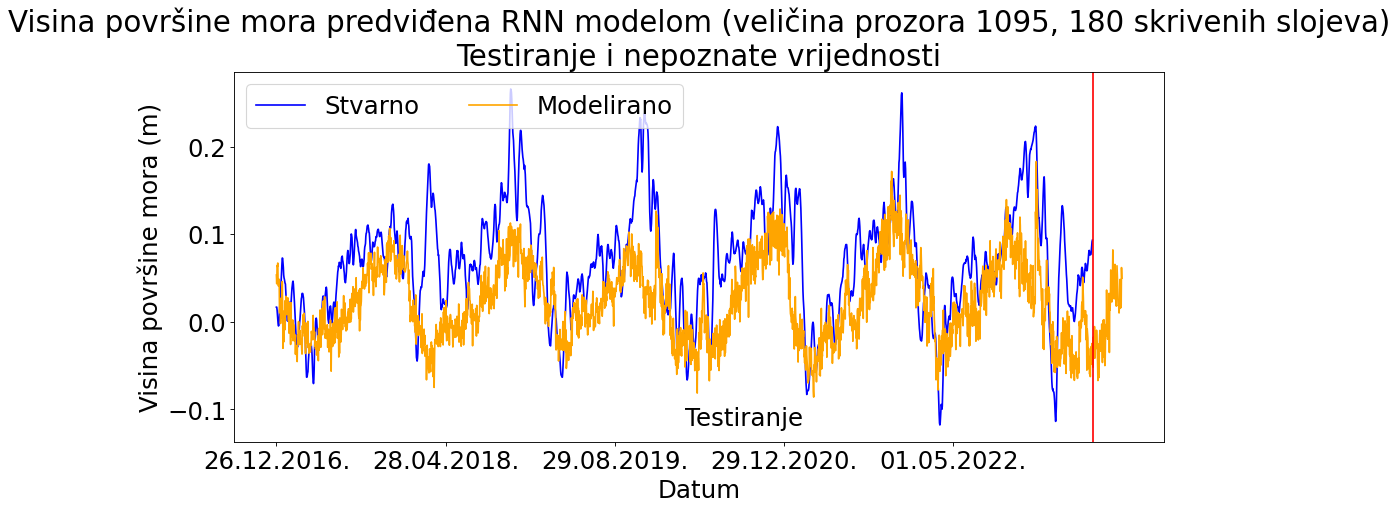 Visina površine mora predviđena RNN modelom (veličina prozora 1095, 180 skrivenih slojeva)
Testiranje i nepoznate vrijednosti
Stvarno
Modelirano
Visina površine mora (m)
0.2
0.1
0.0
−0.1
Testiranje
26.12.2016.
28.04.2018.
29.08.2019.
29.12.2020.
01.05.2022.
Datum